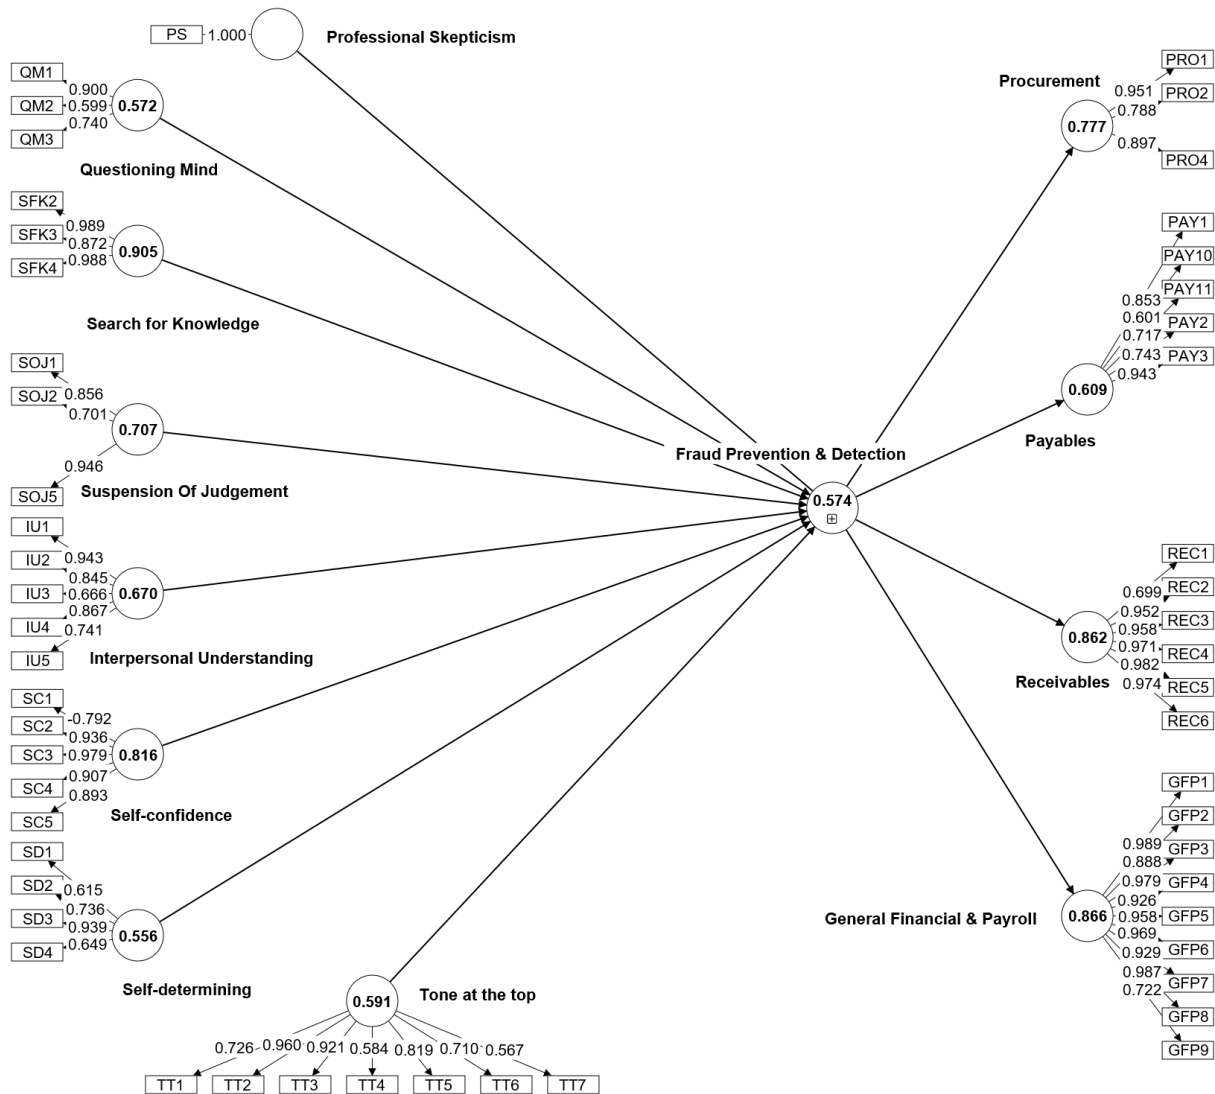 PS 1.000 Professional Skepticism
QM1
QM2
QM3
0.900
0.599
0.740
0.572
Questioning Mind
SFK2
SFK3
SFK4
0.989
0.872
0.988
0.905
Search for Knowledge
SOJ1
SOJ2
SOJ5
0.856
0.701
0.946
0.707
Suspension Of Judgement
IU1
IU2
IU3
IU4
IU5
0.943
0.845
0.666
0.867
0.741
0.670
Interpersonal Understanding
SC1
SC2
SC3
SC4
SC5
-0.792
0.936
0.979
0.907
0.893
0.816
Self-confidence
SD1
SD2
SD3
SD4
0.615
0.736
0.939
0.649
0.556
Self-determining
0.591
Tone at the top
0.726 0.960 0.921 0.584 0.819 0.710 0.567
TT1 TT2 TT3 TT4 TT5 TT6 TT7
Fraud Prevention & Detection
0.574
Procurement
0.777
0.951
0.788
0.897
PRO1
PRO2
PRO4
PAY1
PAY10
PAY11
PAY2
PAY3
0.853
0.601
0.717
0.743
0.943
0.609
Payables
REC1
REC2
REC3
REC4
REC5
REC6
0.699
0.952
0.958
0.971
0.982
0.974
0.862
Receivables
GFP1
GFP2
GFP3
GFP4
GFP5
GFP6
GFP7
GFP8
GFP9
0.989
0.888
0.979
0.926
0.958
0.969
0.929
0.987
0.722
0.866
General Financial & Payroll